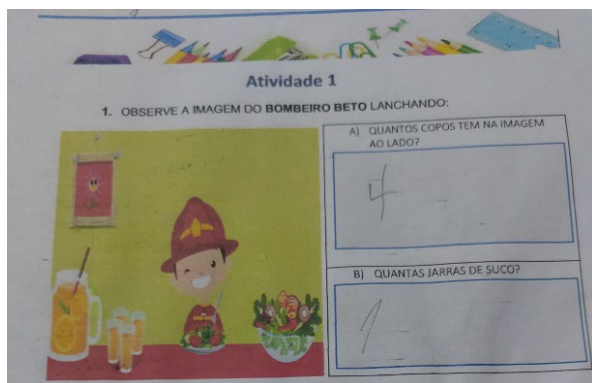 Atividade 1
1. OBSERVE A IMAGEM DO BOMBEIRO BETO LANCHANDO:
A) QUANTOS COPOS TEM NA IMAGEM
AO LADO?
4
B) QUANTAS JARRAS DE SUCO?
1